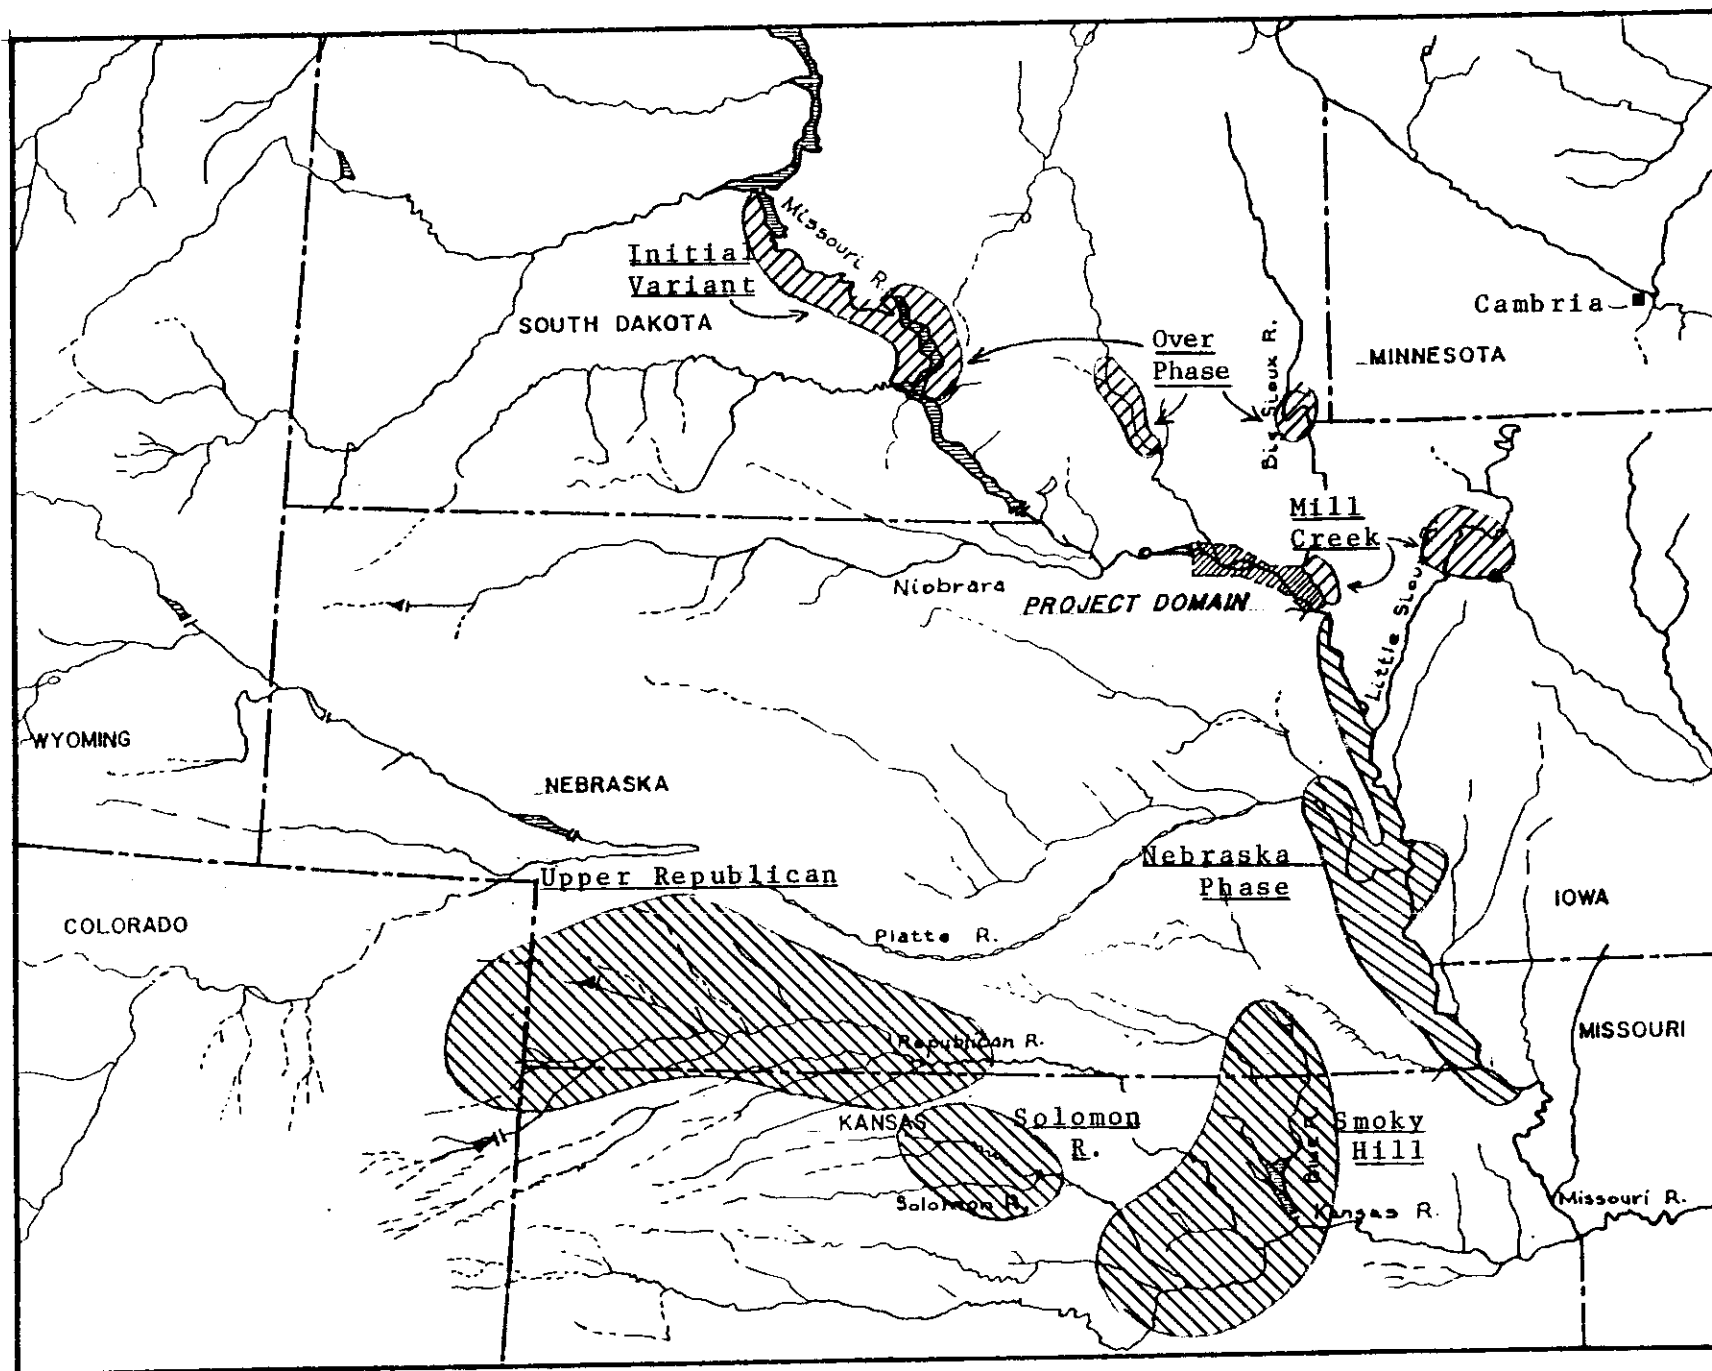 Missouri R.
Initial
Variant
SOUTH DAKOTA
Cambria
Over
Phase
Big Sioux R.
MINNESOTA
Mill
Creek
Niobrara
PROJECT DOMAIN
Little Sioux
WYOMING
NEBRASKA
Nebraska
Phase
Upper Republican
IOWA
COLORADO
Platte R.
MISSOURI
Republican R.
KANSAS
Solomon
R.
Blue R.
Smoky
Hill
Solomon R.
Kansas R.
Missouri R.